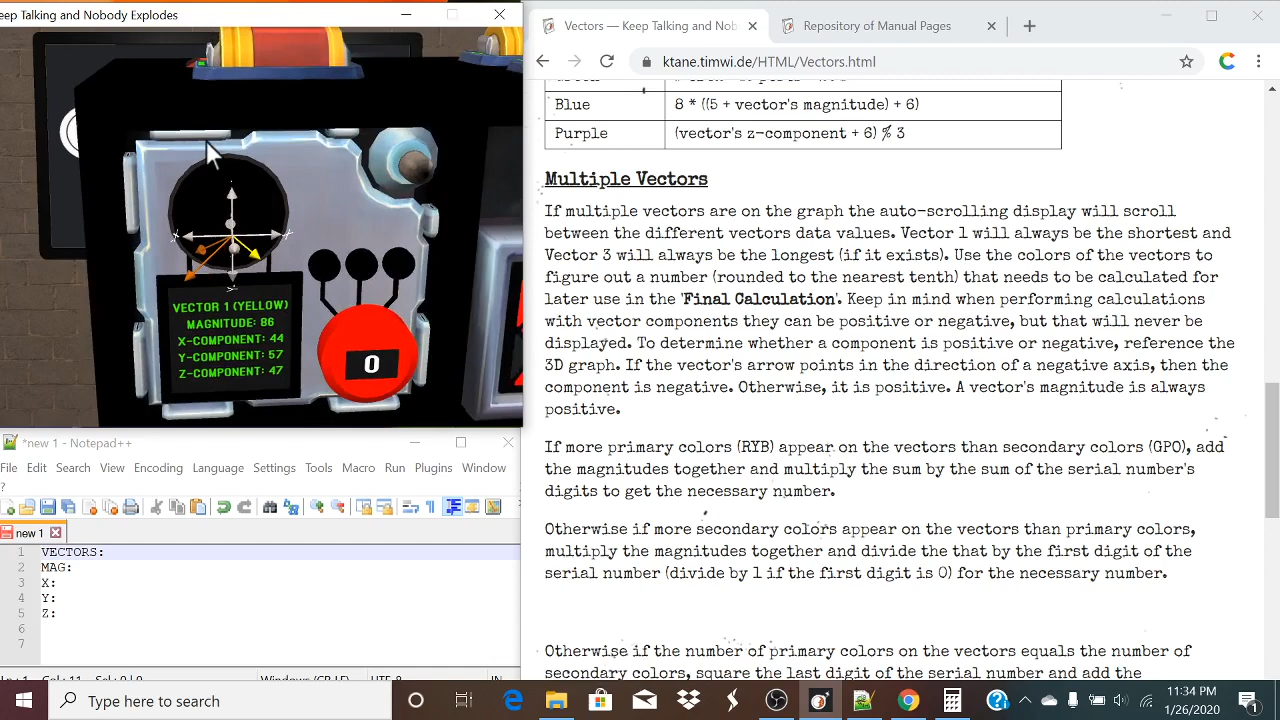 eep Talking and Nobody Explodes
VECTOR 1 (YELLOW)
MAGNITUDE: 86
X-COMPONENT: 44
Y-COMPONENT: 57
Z-COMPONENT: 47
0
*new 1 - Notepad++
File Edit Search View Encoding Language Settings Tools Macro Run Plugins Window
?
new 1
1 VECTORS:
2 MAG:
3 X:
4 Y:
5 Z:
6
7
Vectors — Keep Talking and Nob
Repository of Manual Pages
ktane.timwi.de/HTML/Vectors.html
Blue 8 * ((5 + vector's magnitude) + 6)
Purple (vector's z-component + 6) % 3
Multiple Vectors
If multiple vectors are on the graph the auto-scrolling display will scroll
between the different vectors data values. Vector 1 will always be the shortest and
Vector 3 will always be the longest (if it exists). Use the colors of the vectors to
figure out a number (rounded to the nearest tenth) that needs to be calculated for
later use in the 'Final Calculation'. Keep in mind when performing calculations
with vector components they can be positive or negative, but that will never be
displayed. To determine whether a component is positive or negative, reference the
3D graph. If the vector's arrow points in the direction of a negative axis, then the
component is negative. Otherwise, it is positive. A vector's magnitude is always
positive.
If more primary colors (RYB) appear on the vectors than secondary colors (GPO), add
the magnitudes together and multiply the sum by the sum of the serial number's
digits to get the necessary number.
Otherwise if more secondary colors appear on the vectors than primary colors,
multiply the magnitudes together and divide the that by the first digit of the
serial number (divide by 1 if the first digit is 0) for the necessary number.
Otherwise if the number of primary colors on the vectors equals the number of
secondary colors, square the last digit of the serial number and add the
Type here to search
11:34 PM
1/26/2020